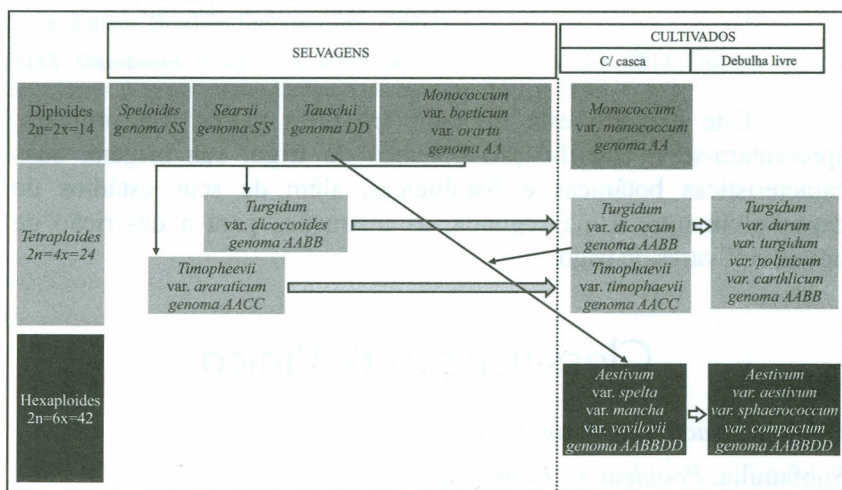 SELVAGENS
CULTIVADOS
C/ casca
Debulha livre
Diploides
2n=2x=14
Speloides
genoma SS
Searsii
genoma S'S'
Tauschii
genoma DD
Monococcum
var. boeticum
var. orartu
genoma AA
Monococcum
var. monococcum
genoma AA
Tetraploides
2n=4x=24
Turgidum
var. dicoccoides
genoma AABB
Turgidum
var. dicoccum
genoma AABB
Turgidum
var. durum
var. turgidum
var. polinicum
var. carthlicum
genoma AABB
Timopheevii
var. araraticum
genoma AACC
Timophaevii
var. timophaevii
genoma AACC
Hexaploides
2n=6x=42
Aestivum
var. spelta
var. mancha
var. vavilovii
genoma AABBDD
Aestivum
var. aestivum
var. sphaerococcum
var. compactum
genoma AABBDD